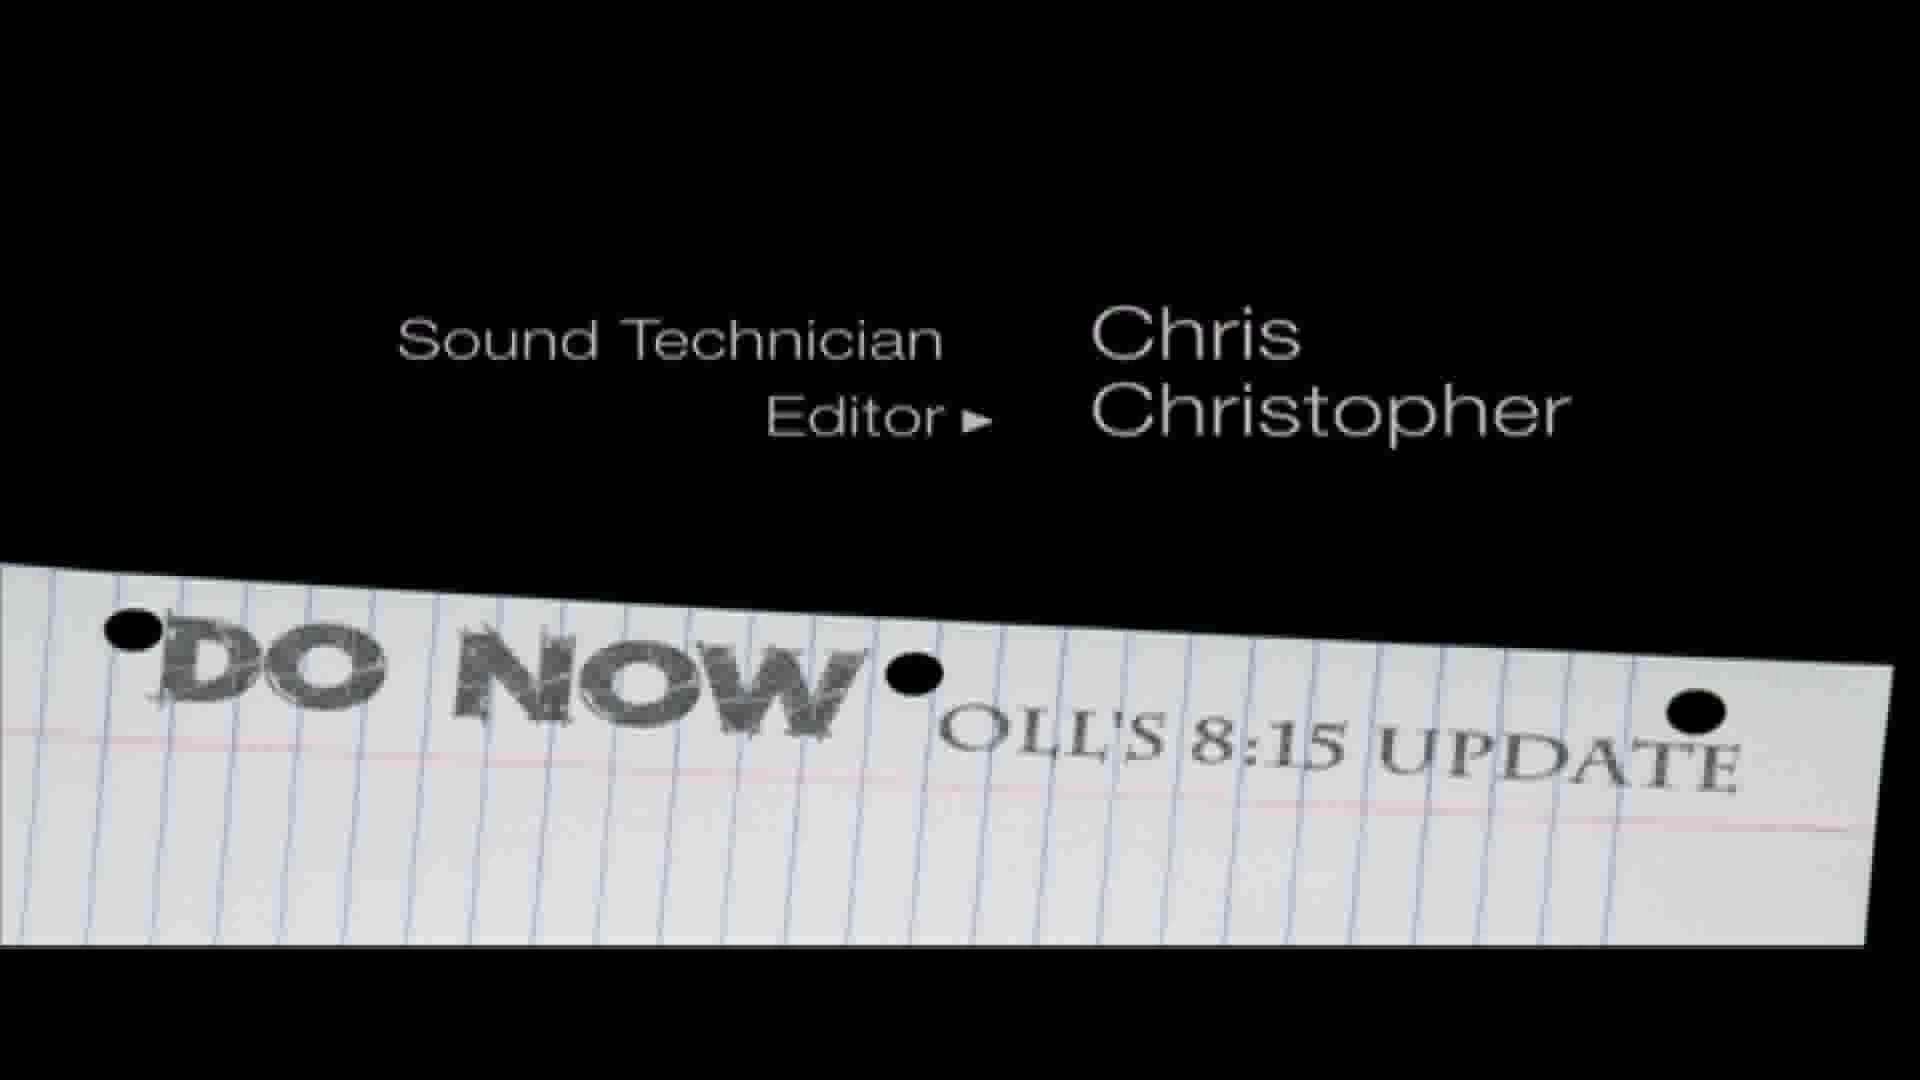 Sound Technician Chris
Editor ► Christopher
DO NOW
OLL'S 8:15 UPDATE